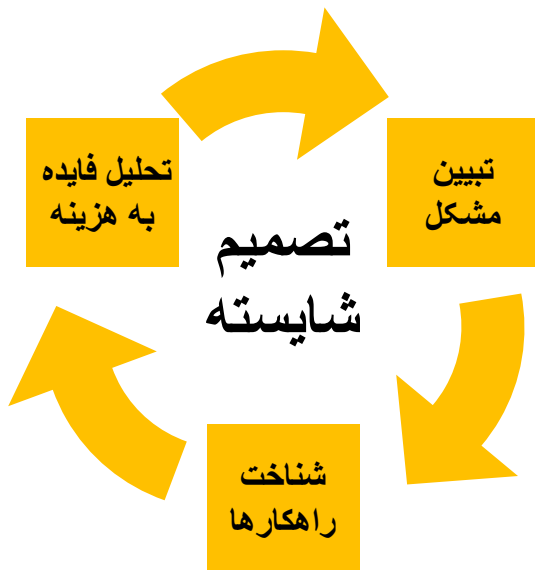 تبیین
مشکل
شناخت
راهکارها
تحلیل فایده
به هزینه
تصمیم
شایسته